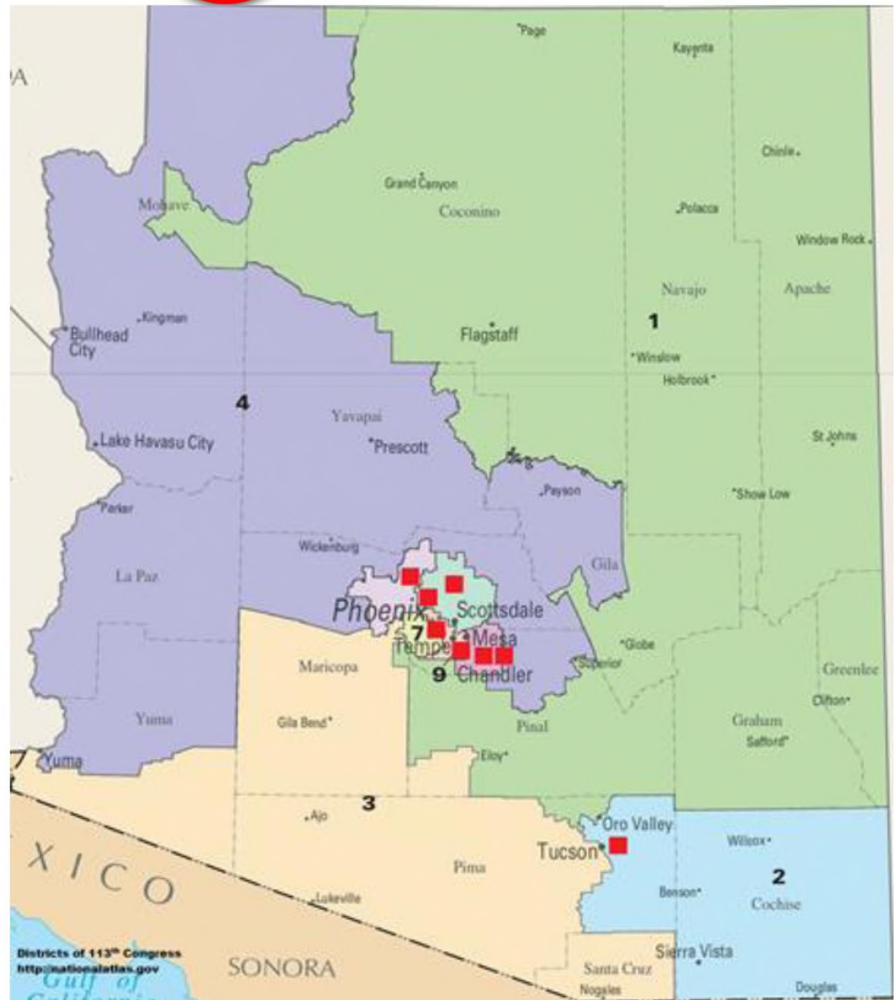 Page
Kayenta
A
Chinle
Grand Canyon
Mohave
Coconino
Polacca
Window Rock
Navajo
Apache
Kingman
1
Bullhead
City
Flagstaff
Winslow
Holbrook
4
Yavapai
St Johns
Lake Havasu City
Prescott
Payson
Show Low
Parker
Wickenburg
Gila
La Paz
Phoenix
Scottsdale
7
Mesa
Tempe
Globe
Superior
Maricopa
9
Chandler
Greenlee
Clifton
Yuma
Gila Bend
Pinal
Graham
Safford
Eloy
Yuma
3
Ajo
Oro Valley
Tucson
Willcox
XICO
Pima
2
Benson
Cochise
Lukeville
Sierra Vista
Districts of 113th Congress
http://nationalatlas.gov
SONORA
Santa Cruz
Gulf of
California
Nogales
Douglas